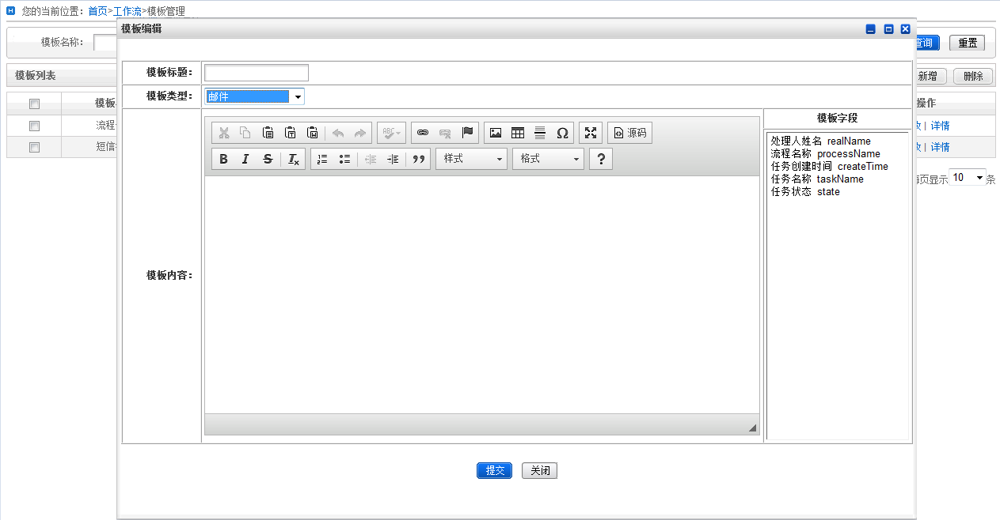 您的当前位置：首页>工作流>模板管理
模板编辑
模板名称：
查询 重置
模板列表
新增 删除
模板标题：
模板类型： 邮件
模板
操作
流程
| 详情
短信
| 详情
每页显示 10 条
模板字段
ABC
源码
B I S Tx
样式 格式 ?
处理人姓名 realName
流程名称 processName
任务创建时间 createTime
任务名称 taskName
任务状态 state
模板内容：
提交 关闭